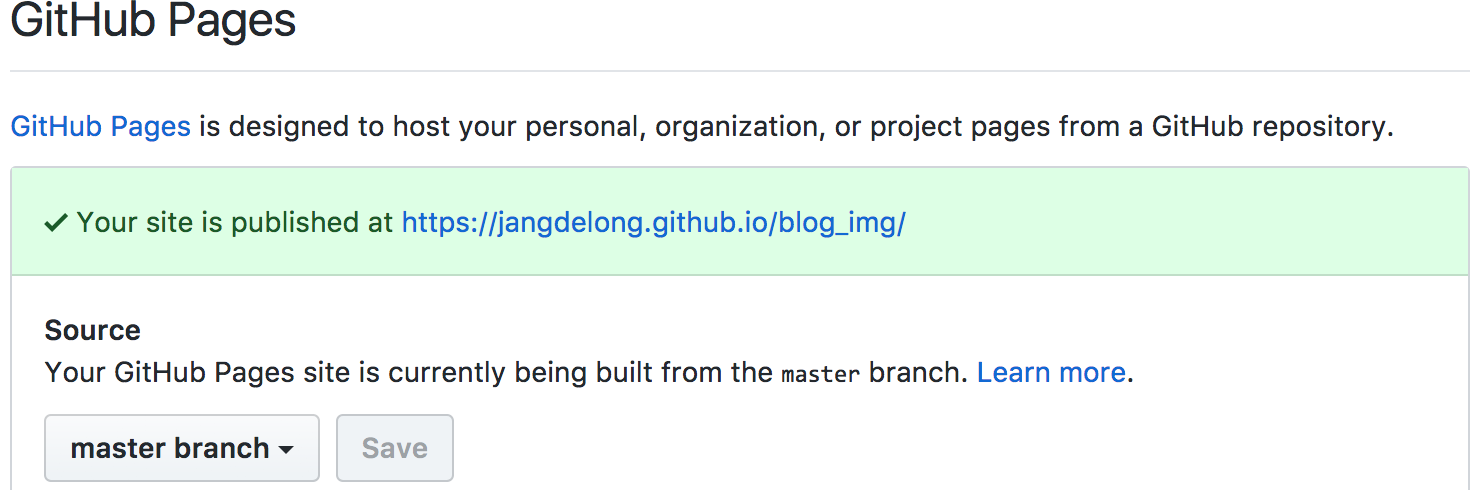 GitHub Pages
GitHub Pages is designed to host your personal, organization, or project pages from a GitHub repository.
Your site is published at https://jangdelong.github.io/blog_img/
Source
Your GitHub Pages site is currently being built from the master branch. Learn more.
master branch
Save